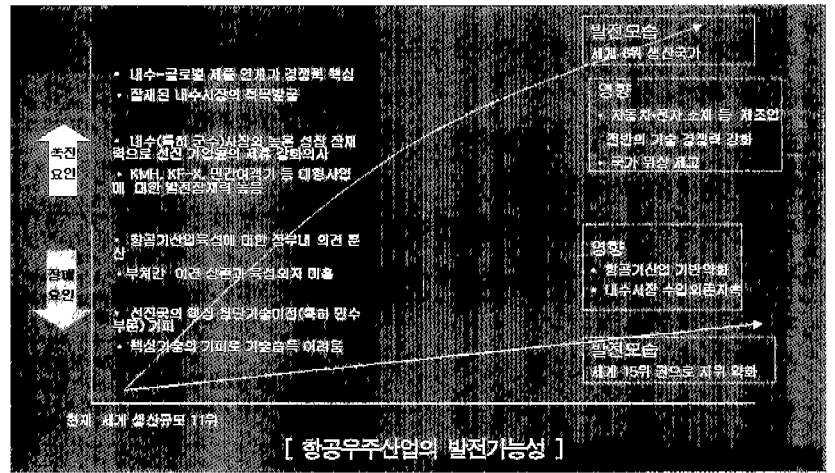 발전모습
세계 8위 생산국가
영향
• 자동차·전자 소재 등 제조업
전반의 기술 경쟁력 강화
• 국가 위상 제고
• 내수-글로벌 제품 연계가 경쟁력 핵심
• 잠재된 내수시장의 전목발굴
촉진
요인
• 내수(특히 군수)시장의 높은 성장 잠재
력으로 선진 기업들의 제휴 강화의사
• KMH, KF-X, 민간여객기 등 대형사업
에 대한 발전잠재력 높음
장애
요인
• 항공기산업육성에 대한 정부내 의견 분
산
• 부처간 이견 상존과 육성의지 미흡
• 선진국의 핵심 첨단기술이전(특히 민수
부문) 기피
• 핵심기술의 기피로 기술습득 어려움
영향
• 항공기산업 기반약화
• 내수시장 수입의존지속
발전모습
세계 15위 권으로 지위 약화
현재 세계 생산규모 11위
[ 항공우주산업의 발전가능성 ]